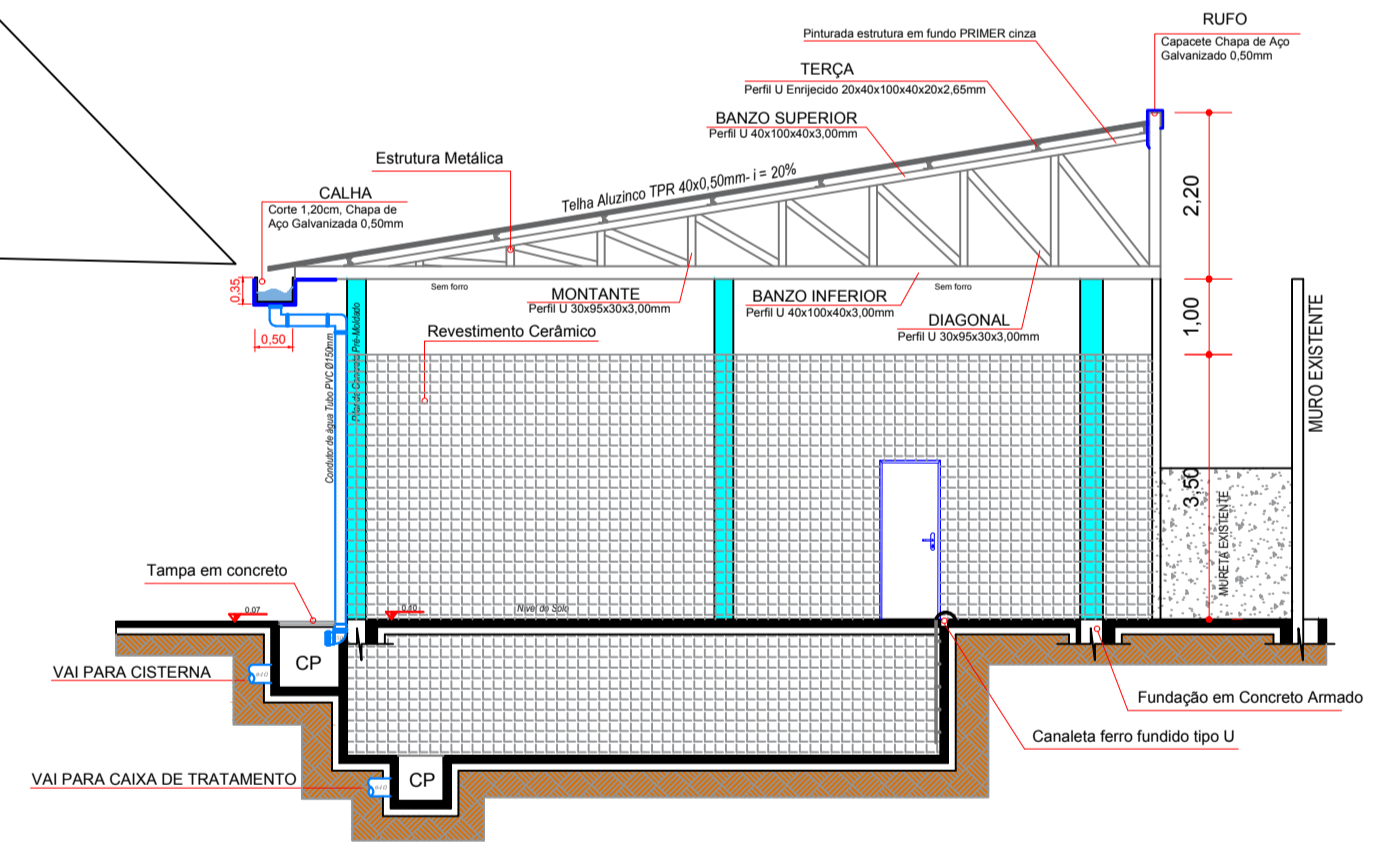 RUFO
Capacete Chapa de Aço
Galvanizado 0,50mm
Pinturada estrutura em fundo PRIMER cinza
TERÇA
Perfil U Enrijecido 20x40x100x40x20x2,65mm
BANZO SUPERIOR
Perfil U 40x100x40x3,00mm
Estrutura Metálica
Telha Aluzinco TPR 40x0,50mm- i = 20%
CALHA
Corte 1,20cm, Chapa de
Aço Galvanizada 0,50mm
2,20
0,35
Sem forro
Sem forro
MONTANTE
Perfil U 30x95x30x3,00mm
BANZO INFERIOR
Perfil U 40x100x40x3,00mm
DIAGONAL
Perfil U 30x95x30x3,00mm
1,00
0,50
Revestimento Cerâmico
Condutor de água Tubo PVC Ø150mm
Pilar de Concreto Pré-Moldado
MURO EXISTENTE
3,50
MURETA EXISTENTE
Tampa em concreto
0.07
0.10
Nível do Solo
CP
VAI PARA CISTERNA
Fundação em Concreto Armado
Canaleta ferro fundido tipo U
VAI PARA CAIXA DE TRATAMENTO
CP